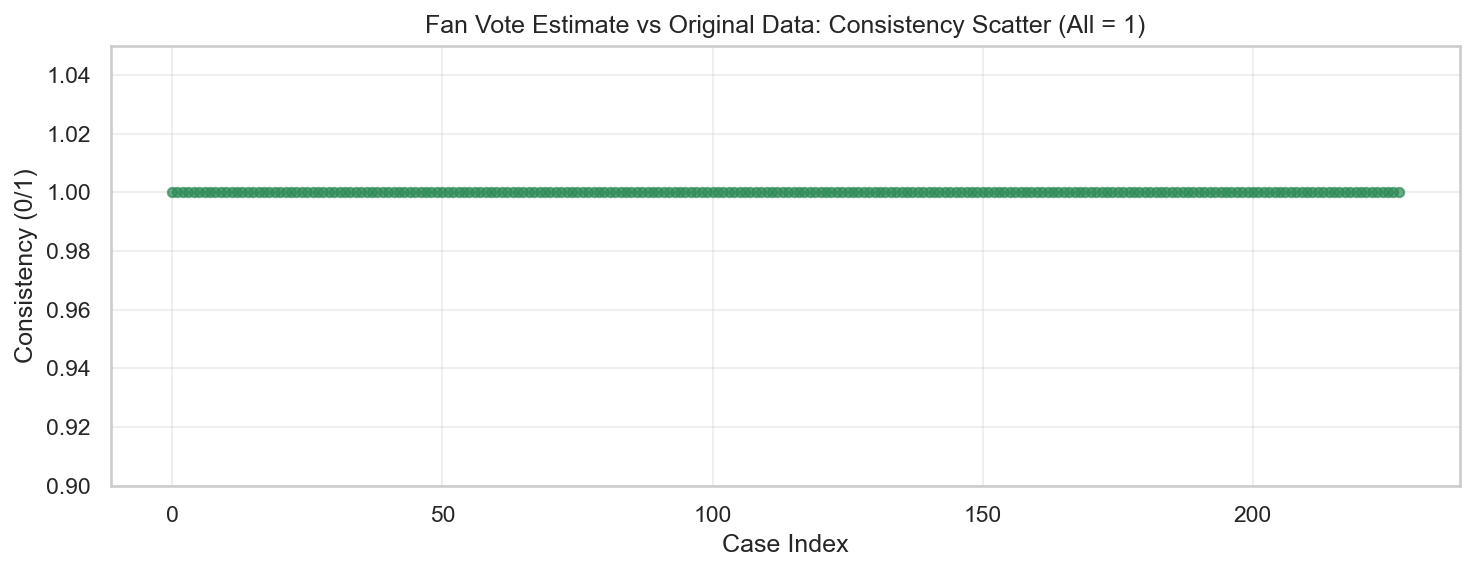 Fan Vote Estimate vs Original Data: Consistency Scatter (All = 1)
Consistency (0/1)
1.04
1.02
1.00
0.98
0.96
0.94
0.92
0.90
0 50 100 150 200
Case Index